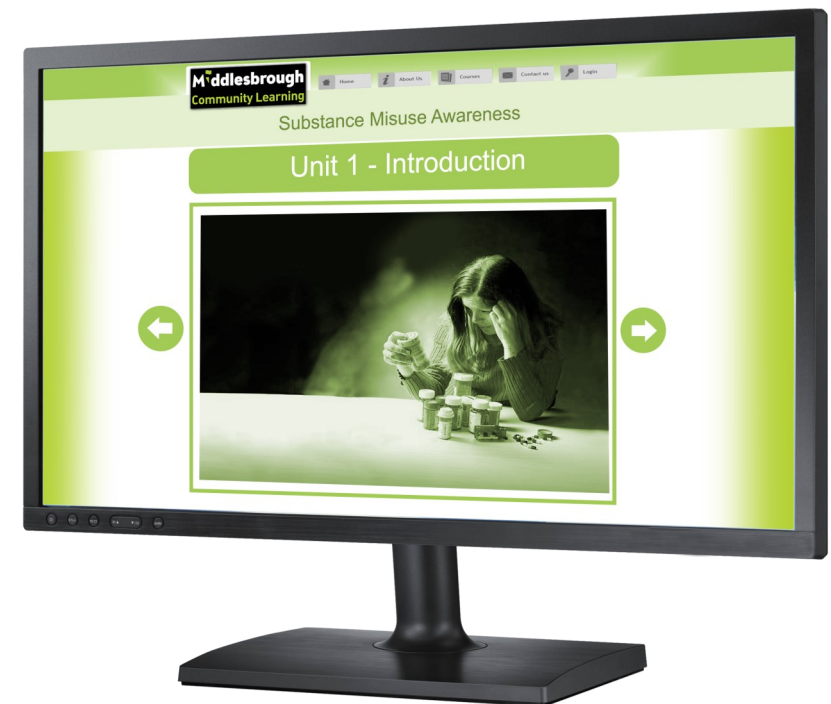 Middlesbrough
Community Learning
Home
About Us
Courses
Contact us
Login
Substance Misuse Awareness
Unit 1 - Introduction